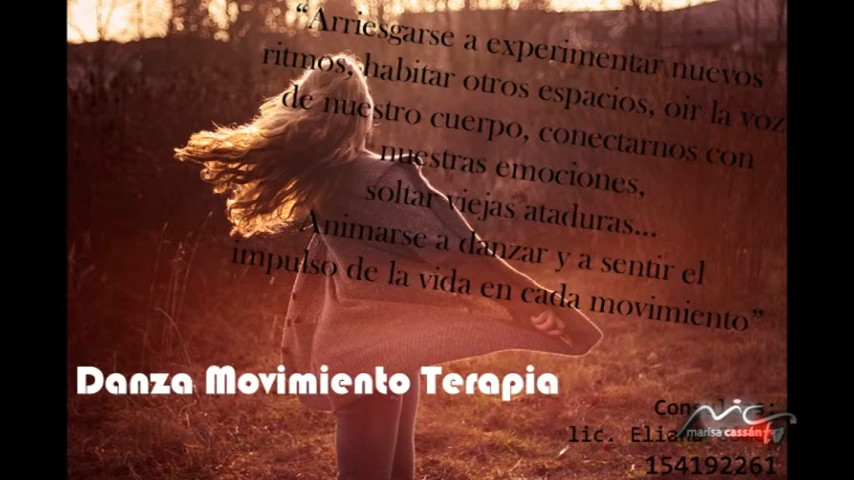 “Arriesgarse a experimentar nuevos
ritmos, habitar otros espacios, oir la voz
de nuestro cuerpo, conectarnos con
nuestras emociones,
soltar viejas ataduras...
Animarse a danzar y a sentir el
impulso de la vida en cada movimiento”
Danza Movimiento Terapia
lic.
marisa cassán tv
154192261